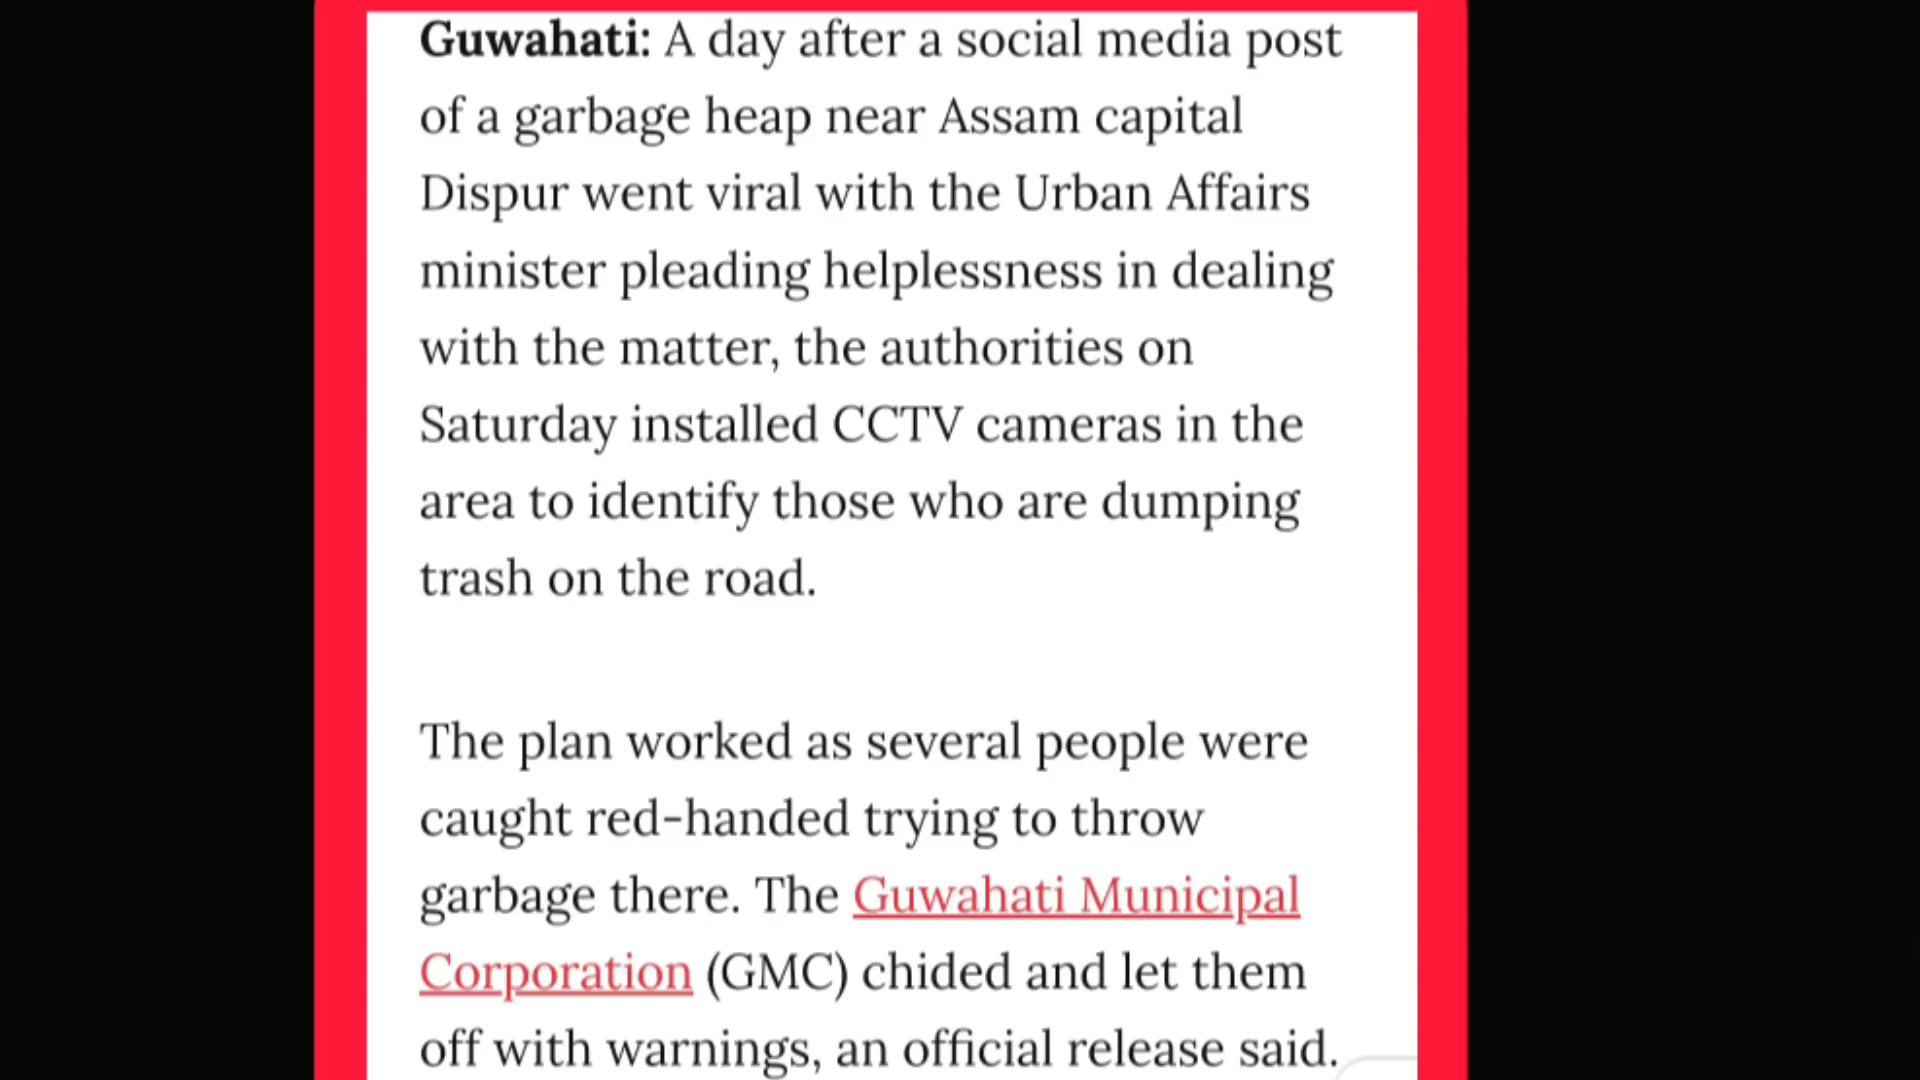 Guwahati: A day after a social media post
of a garbage heap near Assam capital
Dispur went viral with the Urban Affairs
minister pleading helplessness in dealing
with the matter, the authorities on
Saturday installed CCTV cameras in the
area to identify those who are dumping
trash on the road.
The plan worked as several people were
caught red-handed trying to throw
garbage there. The Guwahati Municipal
Corporation (GMC) chided and let them
off with warnings, an official release said.